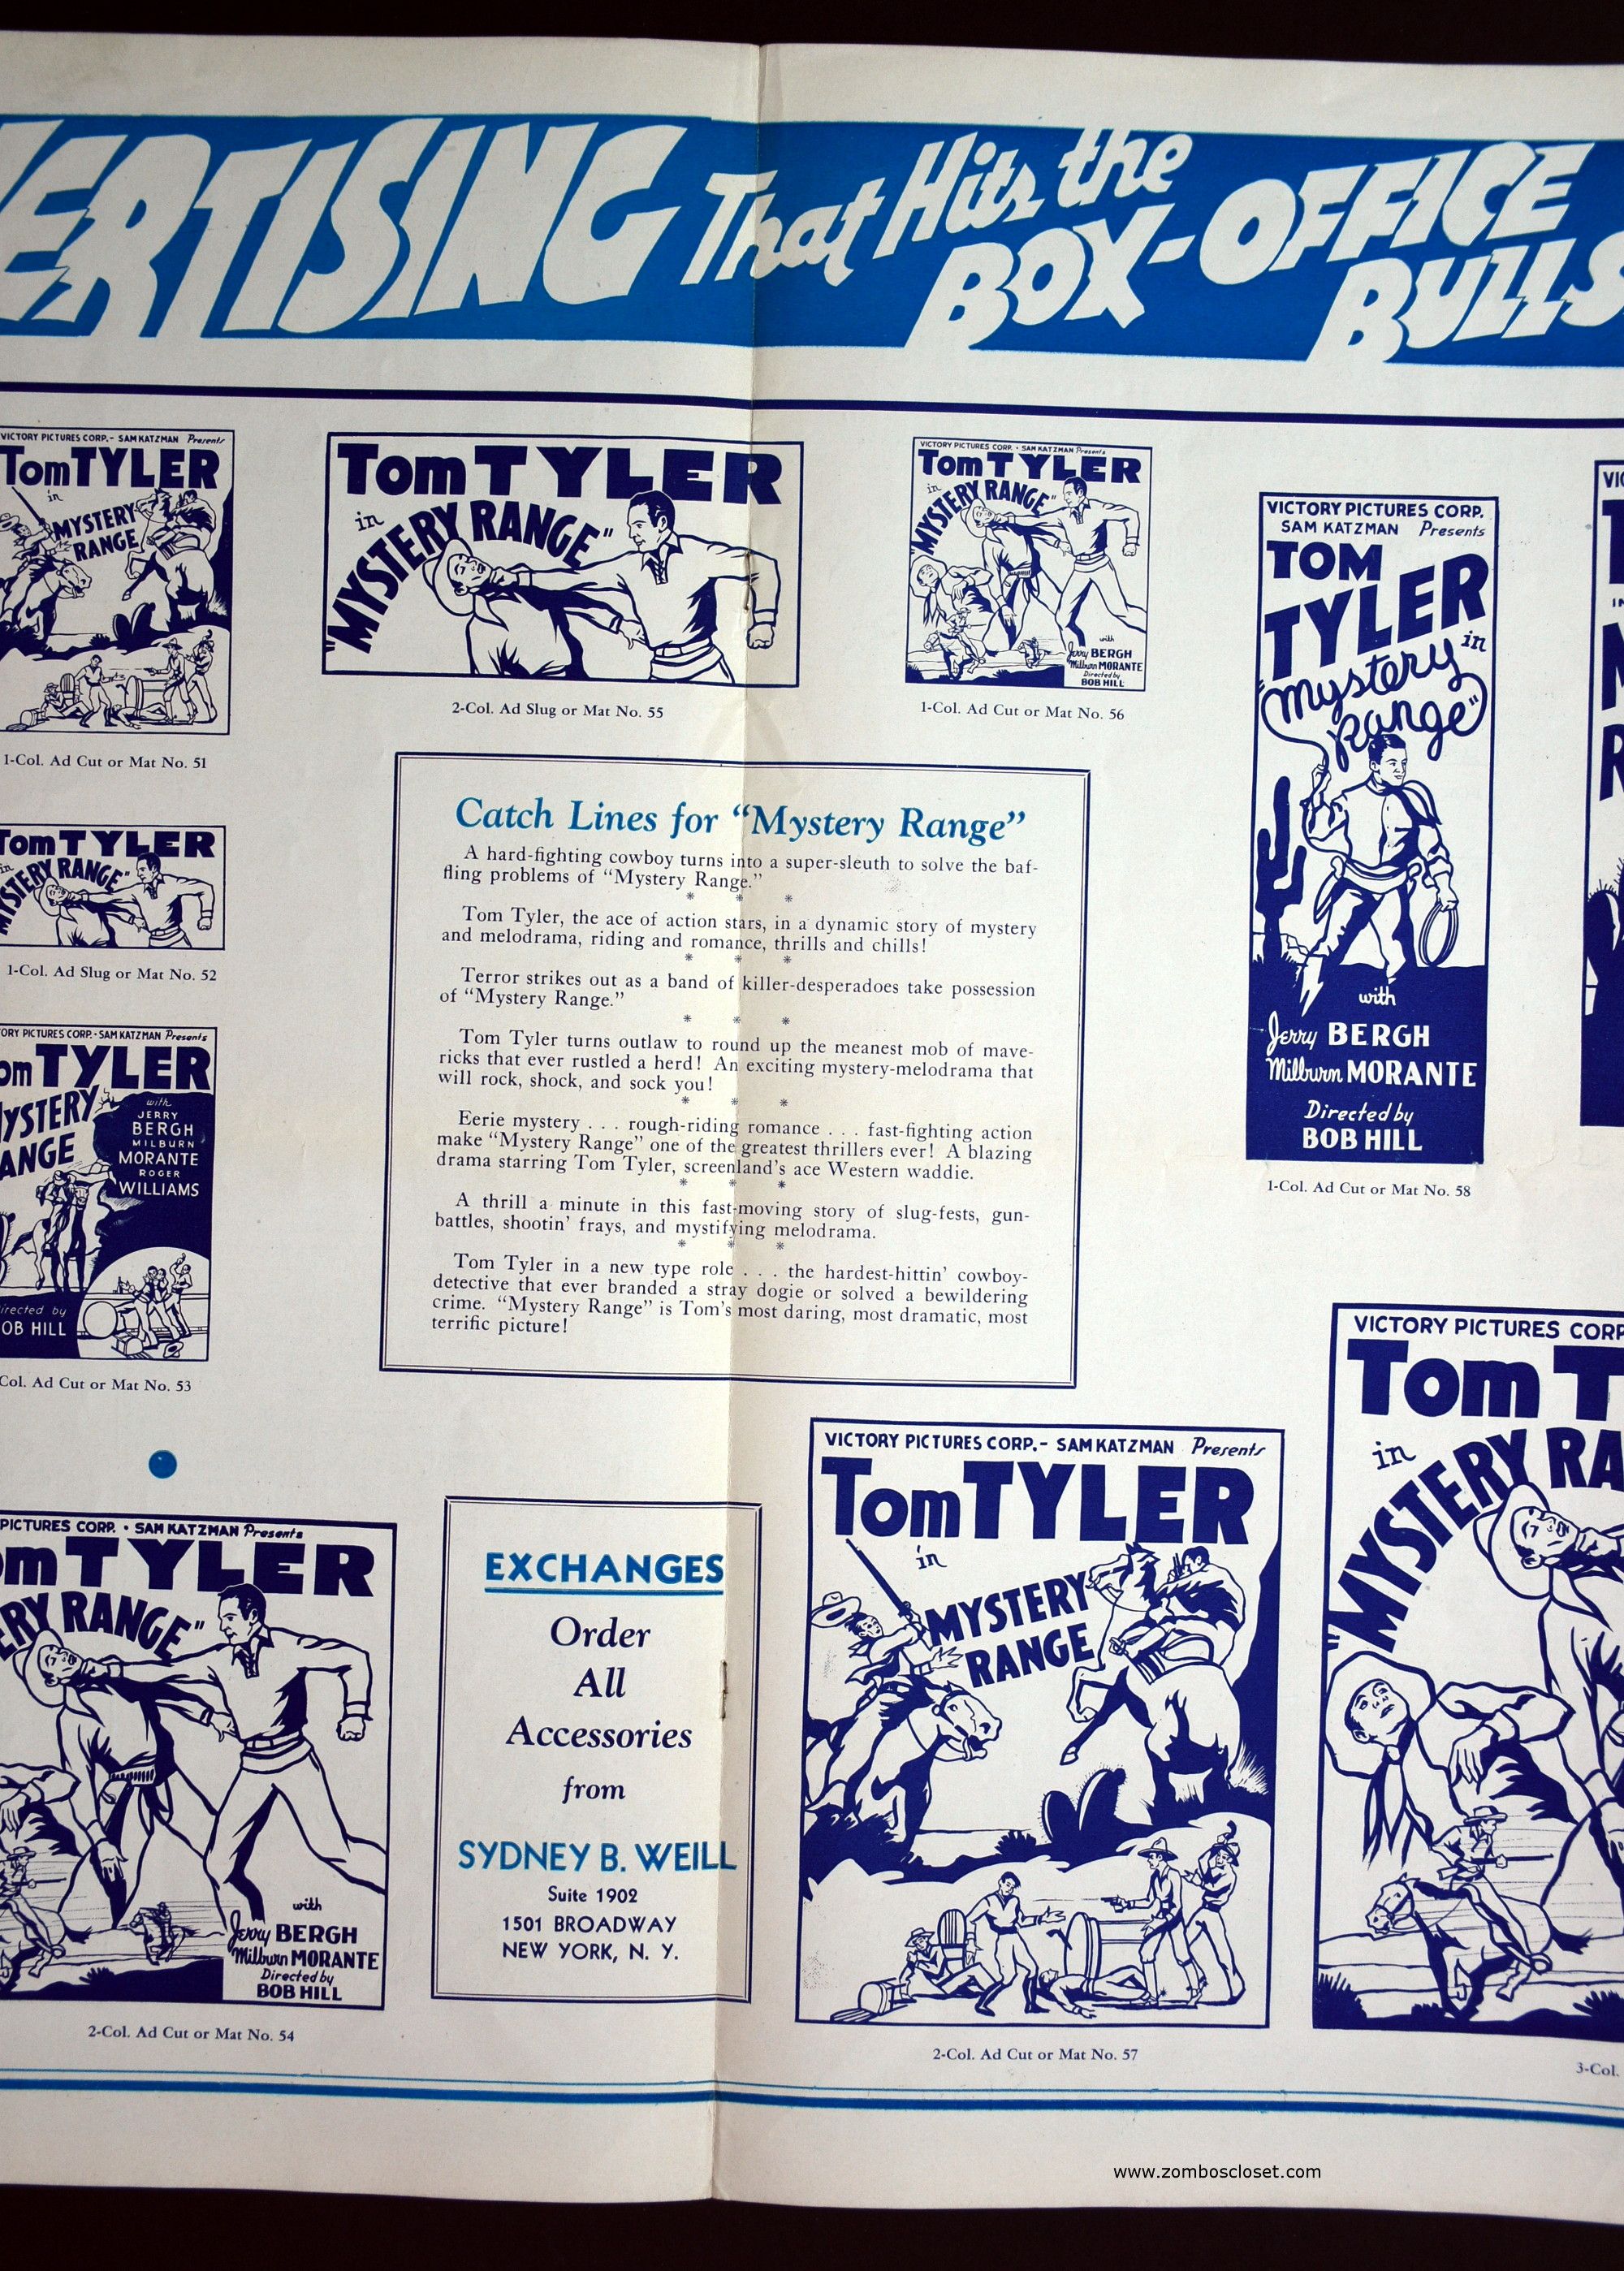 ERTISING That Hits the
BOX-OFFICE
BULLS
VICTORY PICTURES CORP.- SAM KATZMAN Presents
Tom TYLER
in
MYSTERY
RANGE
1-Col. Ad Cut or Mat No. 51
Tom TYLER
in
"MYSTERY RANGE"
2-Col. Ad Slug or Mat No. 55
VICTORY PICTURES CORP. • SAM KATZMAN Presents
Tom TYLER
in
"MYSTERY RANGE"
with
Jerry BERGH
Milburn MORANTE
Directed by
BOB HILL
1-Col. Ad Cut or Mat No. 56
VICTORY PICTURES CORP.
SAM KATZMAN Presents
TOM
TYLER
in
"Mystery
Range"
with
Jerry BERGH
Milburn MORANTE
Directed by
BOB HILL
1-Col. Ad Cut or Mat No. 58
Tom TYLER
in
MYSTERY RANGE"
1-Col. Ad Slug or Mat No. 52
ORY PICTURES CORP.- SAM KATZMAN Presents
om TYLER
YSTERY
ANGE
with
JERRY
BERGH
MILBURN
MORANTE
ROGER
WILLIAMS
irected by
OB HILL
Col. Ad Cut or Mat No. 53
Catch Lines for "Mystery Range"
A hard-fighting cowboy turns into a super-sleuth to solve the baf-
fling problems of "Mystery Range."
* * *
Tom Tyler, the ace of action stars, in a dynamic story of mystery
and melodrama, riding and romance, thrills and chills!
* * *
Terror strikes out as a band of killer-desperadoes take possession
of "Mystery Range."
* * *
Tom Tyler turns outlaw to round up the meanest mob of mave-
ricks that ever rustled a herd! An exciting mystery-melodrama that
will rock, shock, and sock you!
* * *
Eerie mystery . . . rough-riding romance . . . fast-fighting action
make "Mystery Range" one of the greatest thrillers ever! A blazing
drama starring Tom Tyler, screenland's ace Western waddie.
* * *
A thrill a minute in this fast-moving story of slug-fests, gun-
battles, shootin' frays, and mystifying melodrama.
* * *
Tom Tyler in a new type role . . . the hardest-hittin' cowboy-
detective that ever branded a stray dogie or solved a bewildering
crime. "Mystery Range" is Tom's most daring, most dramatic, most
terrific picture!
PICTURES CORP. • SAM KATZMAN Presents
om TYLER
ERY RANGE"
with
Jerry BERGH
Milburn MORANTE
Directed by
BOB HILL
2-Col. Ad Cut or Mat No. 54
EXCHANGES
Order
All
Accessories
from
SYDNEY B. WEILL
Suite 1902
1501 BROADWAY
NEW YORK, N. Y.
VICTORY PICTURES CORP.- SAM KATZMAN Presents
Tom TYLER
in
MYSTERY
RANGE
2-Col. Ad Cut or Mat No. 57
VICTORY PICTURES CORP
Tom T
in
"MYSTERY RA
3-Col.
www.zomboscloset.com